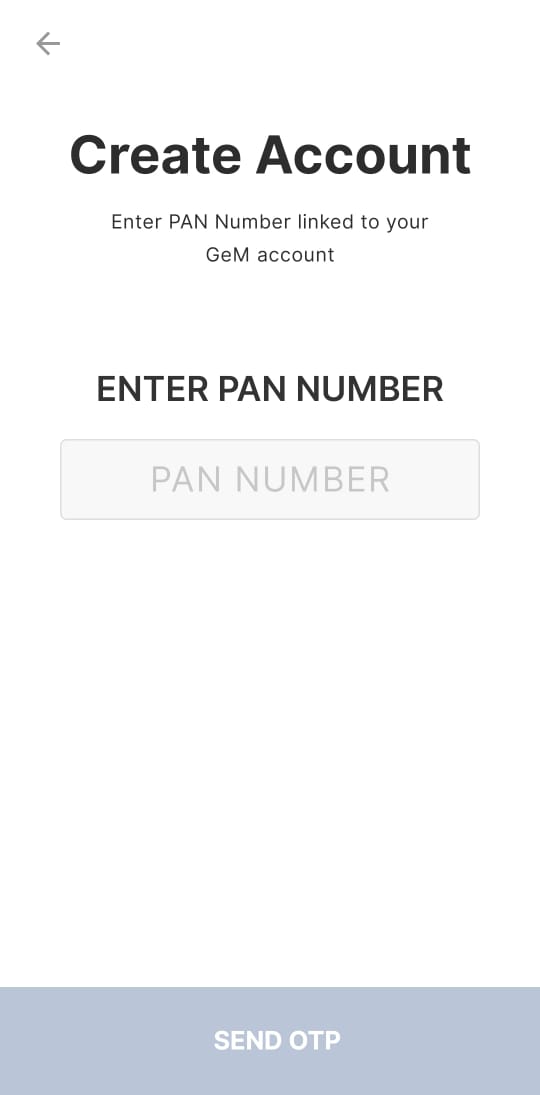 Create Account
Enter PAN Number linked to your
GeM account
ENTER PAN NUMBER
PAN NUMBER
SEND OTP